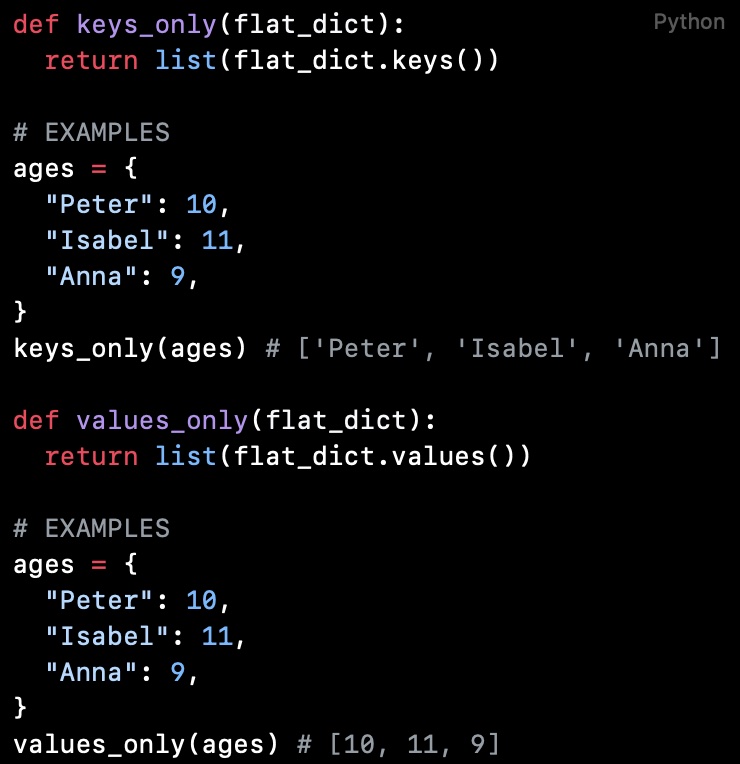 Python
def keys_only(flat_dict):
  return list(flat_dict.keys())

# EXAMPLES
ages = {
  "Peter": 10,
  "Isabel": 11,
  "Anna": 9,
}
keys_only(ages) # ['Peter', 'Isabel', 'Anna']

def values_only(flat_dict):
  return list(flat_dict.values())

# EXAMPLES
ages = {
  "Peter": 10,
  "Isabel": 11,
  "Anna": 9,
}
values_only(ages) # [10, 11, 9]